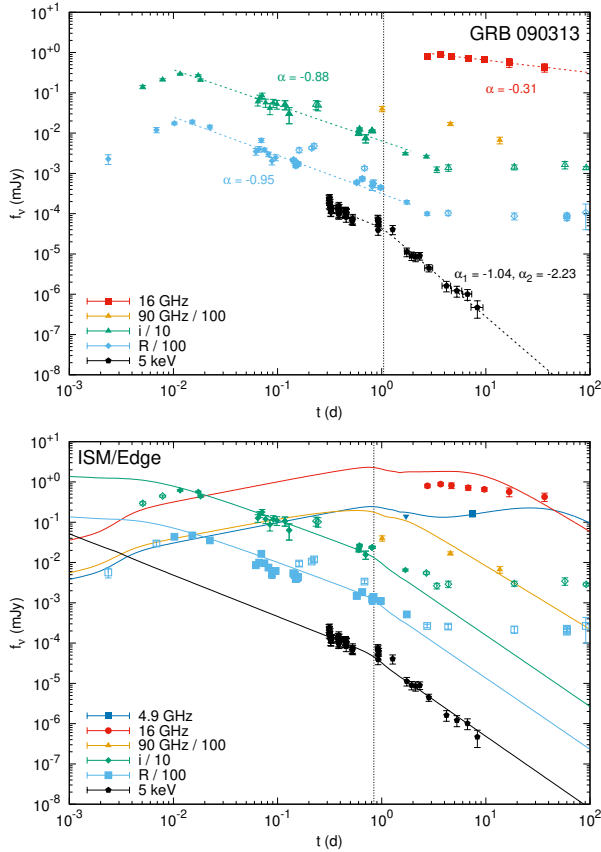 GRB 090313
10^{+1}
10^{+0}
10^{-1}
10^{-2}
10^{-3}
10^{-4}
10^{-5}
10^{-6}
10^{-7}
10^{-8}
f_ν (mJy)
α = -0.88
α = -0.31
α = -0.95
α_1 = -1.04, α_2 = -2.23
16 GHz
90 GHz / 100
i / 10
R / 100
5 keV
10^{-3} 10^{-2} 10^{-1} 10^0 10^1 10^2
t (d)
ISM/Edge
10^{+2}
10^{+1}
10^{+0}
10^{-1}
10^{-2}
10^{-3}
10^{-4}
10^{-5}
10^{-6}
10^{-7}
10^{-8}
f_ν (mJy)
4.9 GHz
16 GHz
90 GHz / 100
i / 10
R / 100
5 keV
10^{-3} 10^{-2} 10^{-1} 10^0 10^1 10^2
t (d)